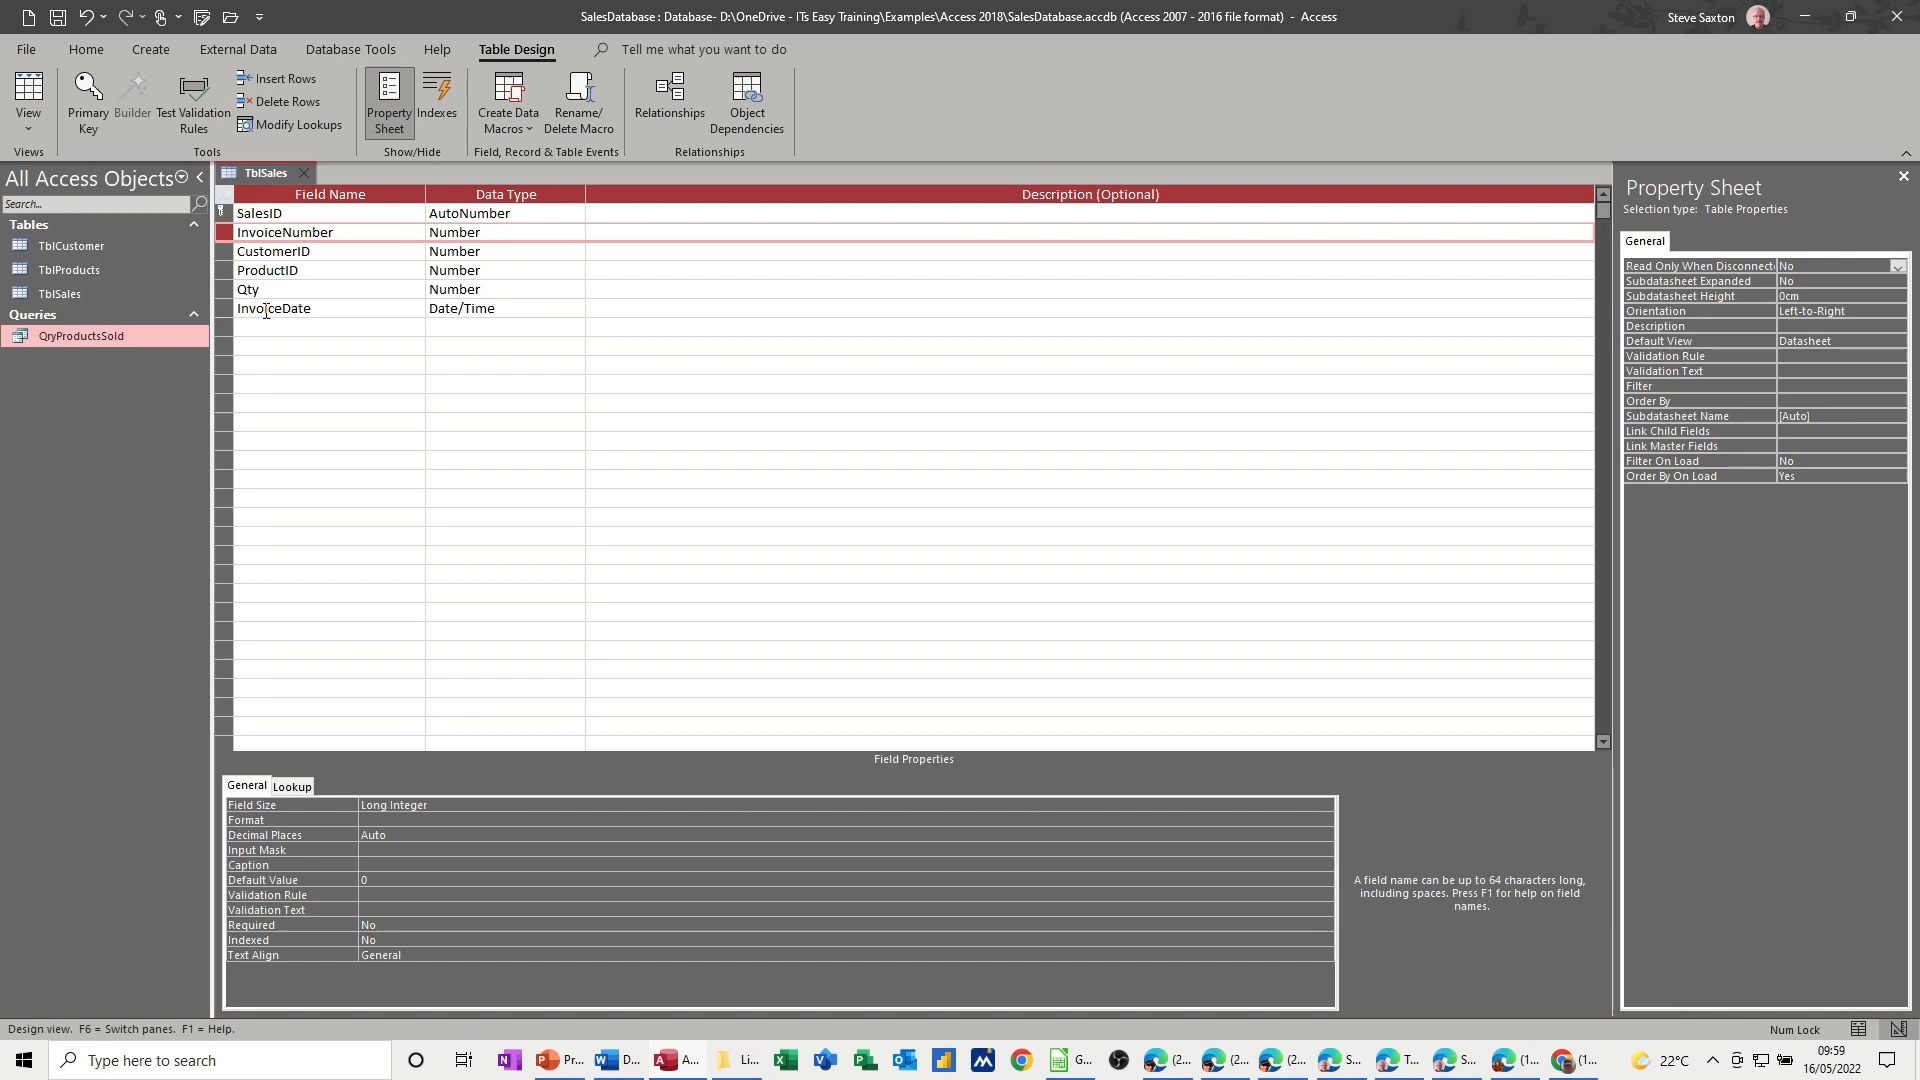 SalesDatabase : Database- D:\OneDrive - ITs Easy Training\Examples\Access 2018\SalesDatabase.accdb (Access 2007 - 2016 file format) - Access
Steve Saxton
File Home Create External Data Database Tools Help Table Design Tell me what you want to do
View
Primary Key
Builder
Test Validation Rules
Insert Rows
Delete Rows
Modify Lookups
Property Sheet
Indexes
Create Data Macros
Rename/ Delete Macro
Relationships
Object Dependencies
Views Tools Show/Hide Field, Record & Table Events Relationships
All Access Objects
Search...
Tables
TblCustomer
TblProducts
TblSales
Queries
QryProductsSold
TblSales
Field Name Data Type Description (Optional)
SalesID AutoNumber
InvoiceNumber Number
CustomerID Number
ProductID Number
Qty Number
InvoiceDate Date/Time
Field Properties
General Lookup
Field Size Long Integer
Format
Decimal Places Auto
Input Mask
Caption
Default Value 0
Validation Rule
Validation Text
Required No
Indexed No
Text Align General
A field name can be up to 64 characters long,
including spaces. Press F1 for help on field
names.
Property Sheet
Selection type: Table Properties
General
Read Only When Disconnect No
Subdatasheet Expanded No
Subdatasheet Height 0cm
Orientation Left-to-Right
Description
Default View Datasheet
Validation Rule
Validation Text
Filter
Order By
Subdatasheet Name [Auto]
Link Child Fields
Link Master Fields
Filter On Load No
Order By On Load Yes
Design view. F6 = Switch panes. F1 = Help.
Num Lock
Type here to search
Pr... D... A... Li... G... (2... (2... (2... S... T... S... (1... (1...
22°C
09:59
16/05/2022